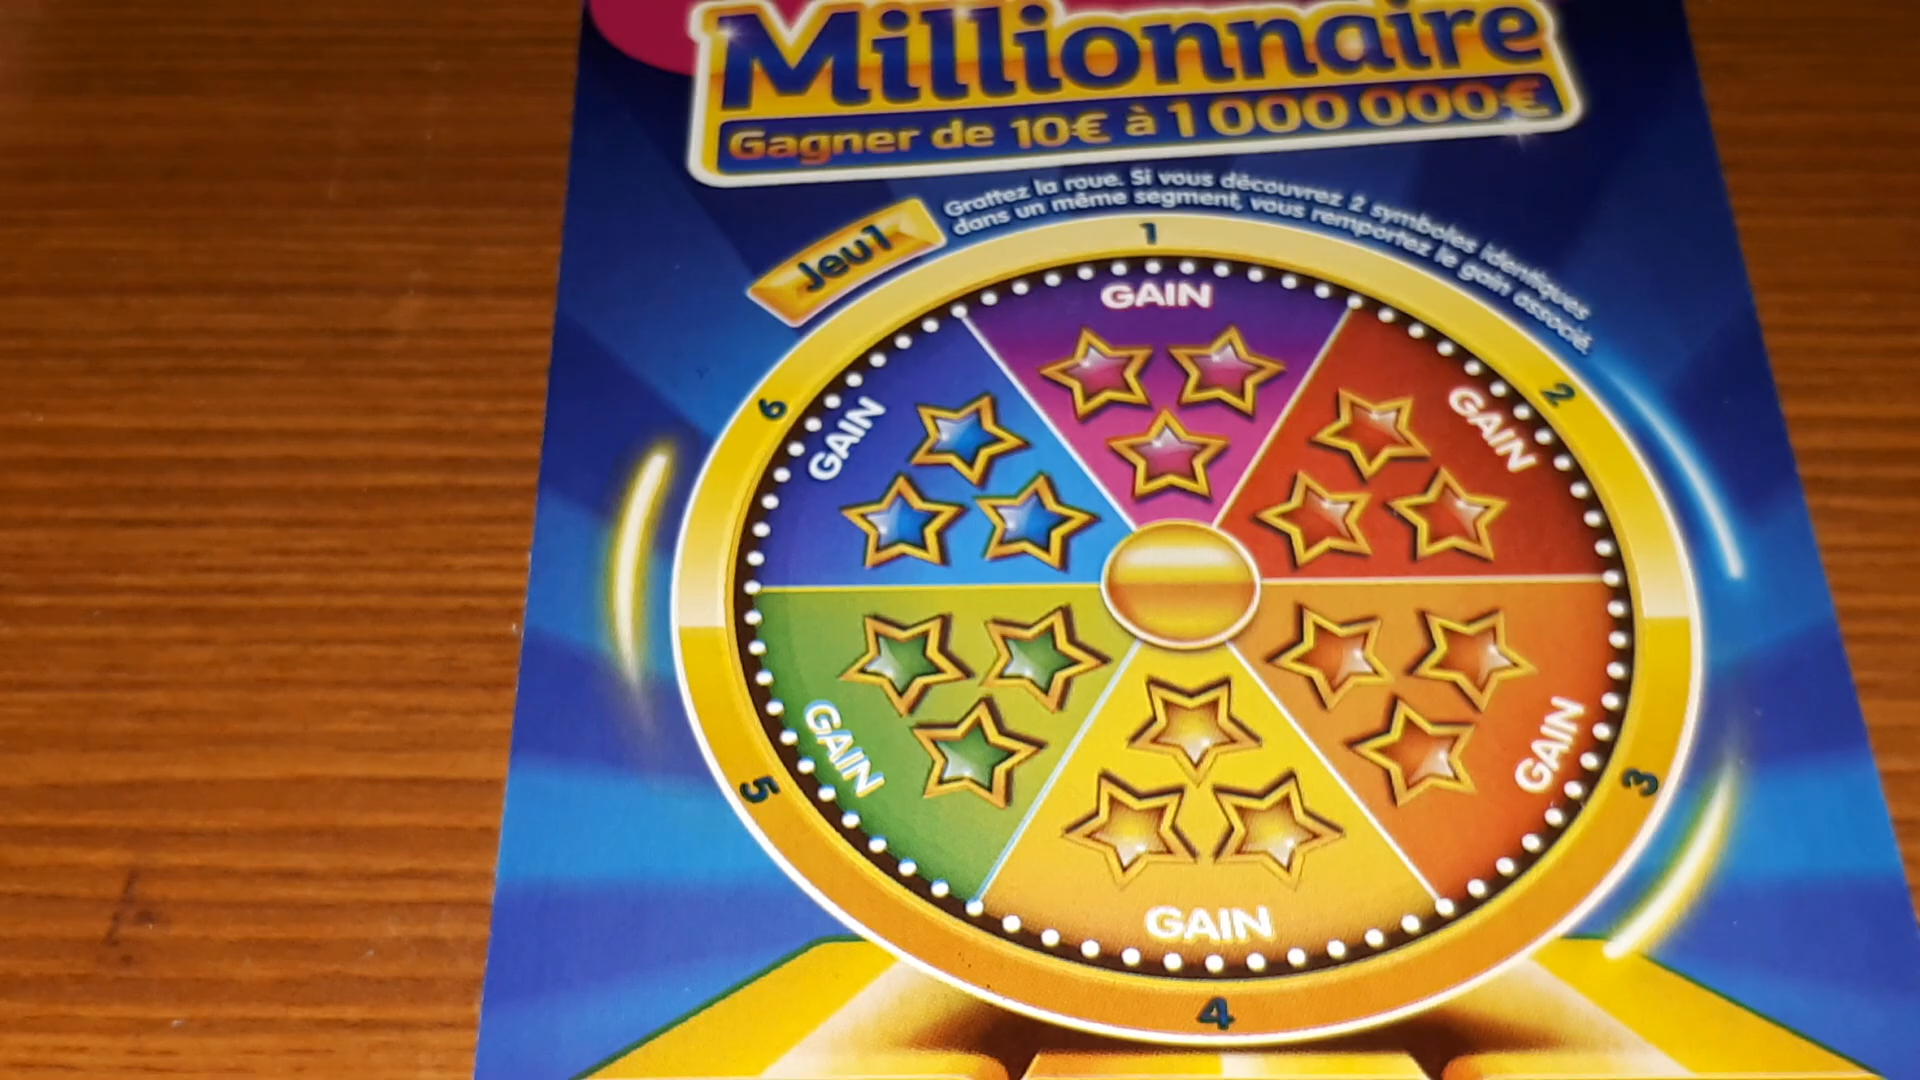 Millionnaire
Gagner de 10€ à 1 000 000€
Jeu 1
Grattez la roue. Si vous découvrez 2 symboles identiques
dans un même segment, vous remportez le gain associé.
1
GAIN
2
GAIN
3
GAIN
4
GAIN
5
GAIN
6
GAIN